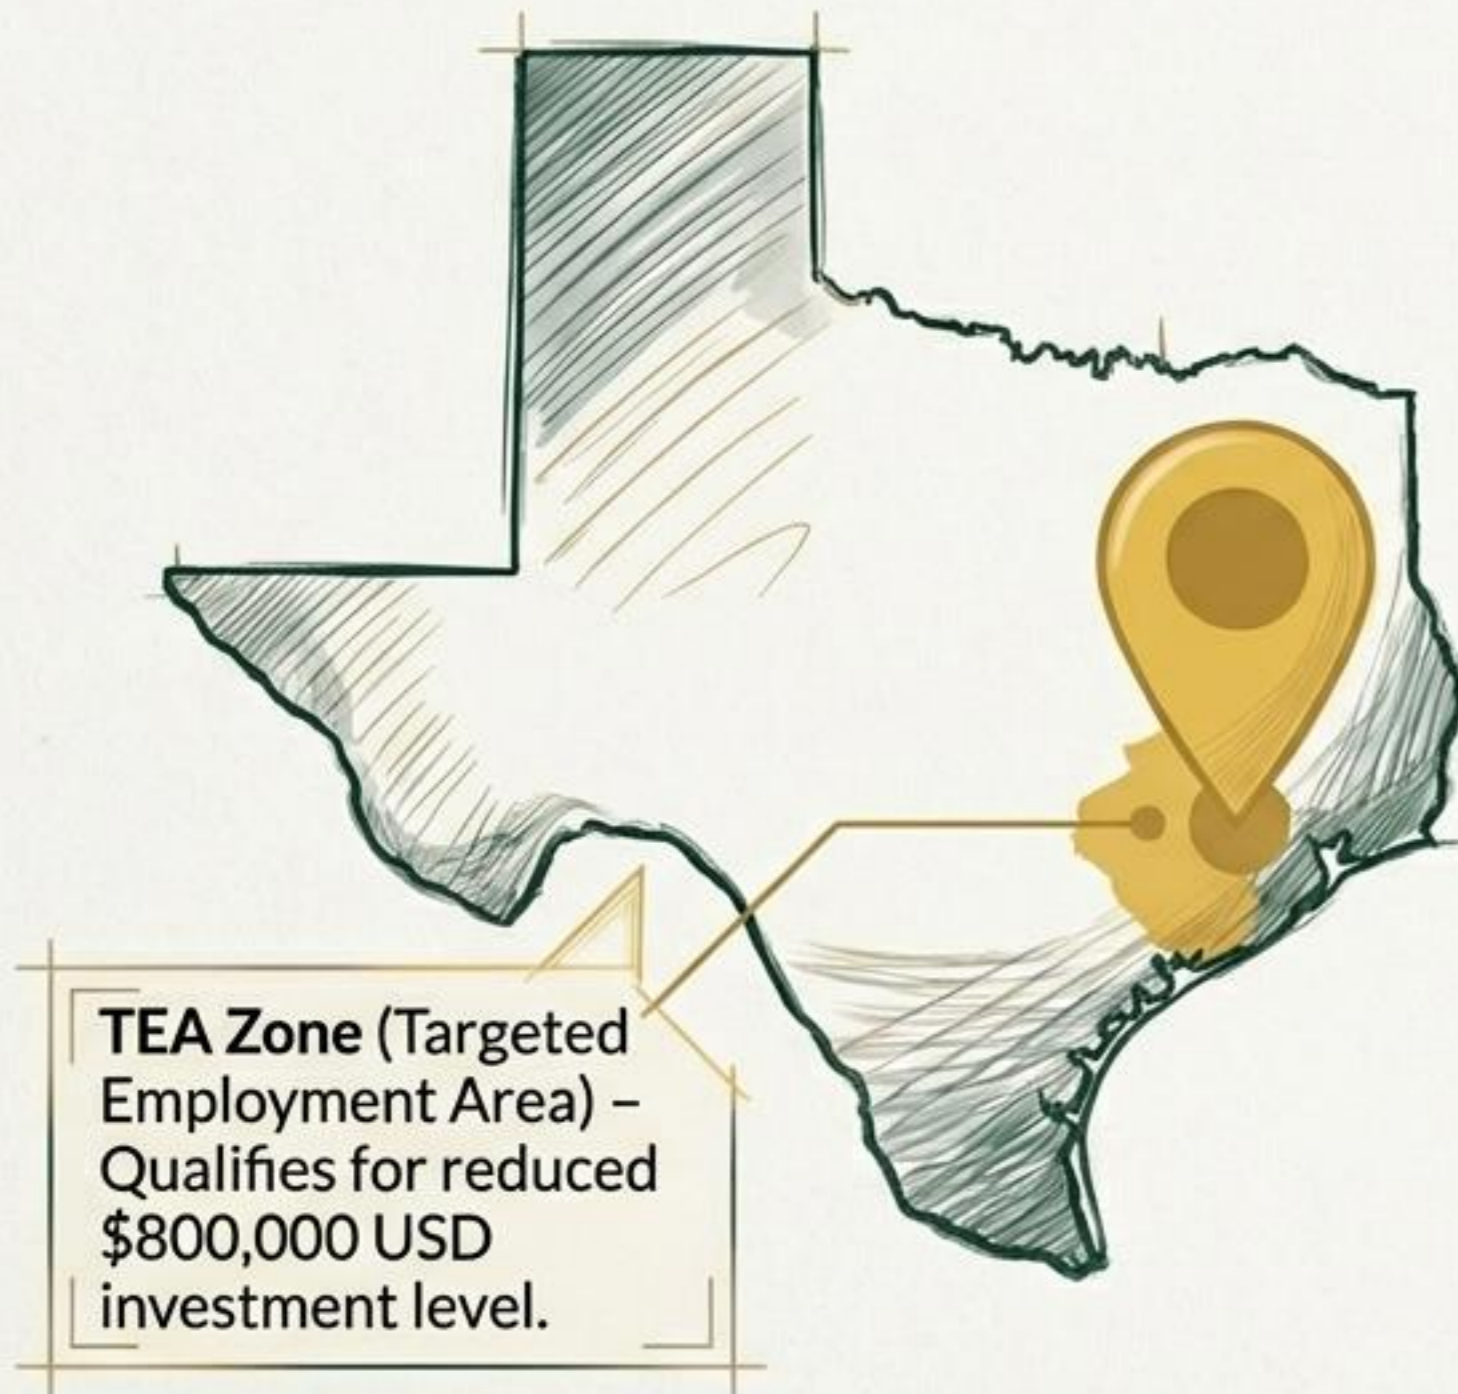 TEA Zone (Targeted
Employment Area) –
Qualifies for reduced
$800,000 USD
investment level.